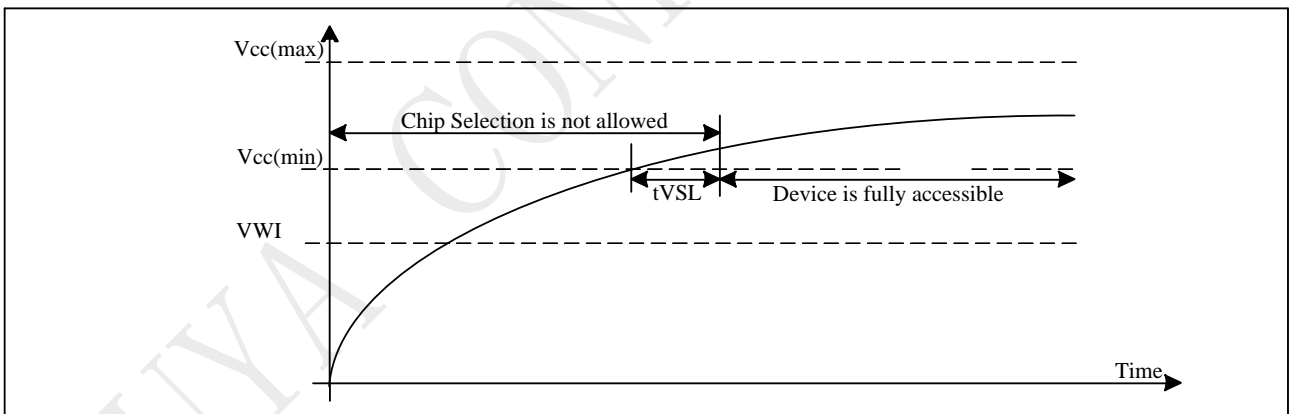 Vcc(max)
Chip Selection is not allowed
Vcc(min)
tVSL
Device is fully accessible
VWI
Time